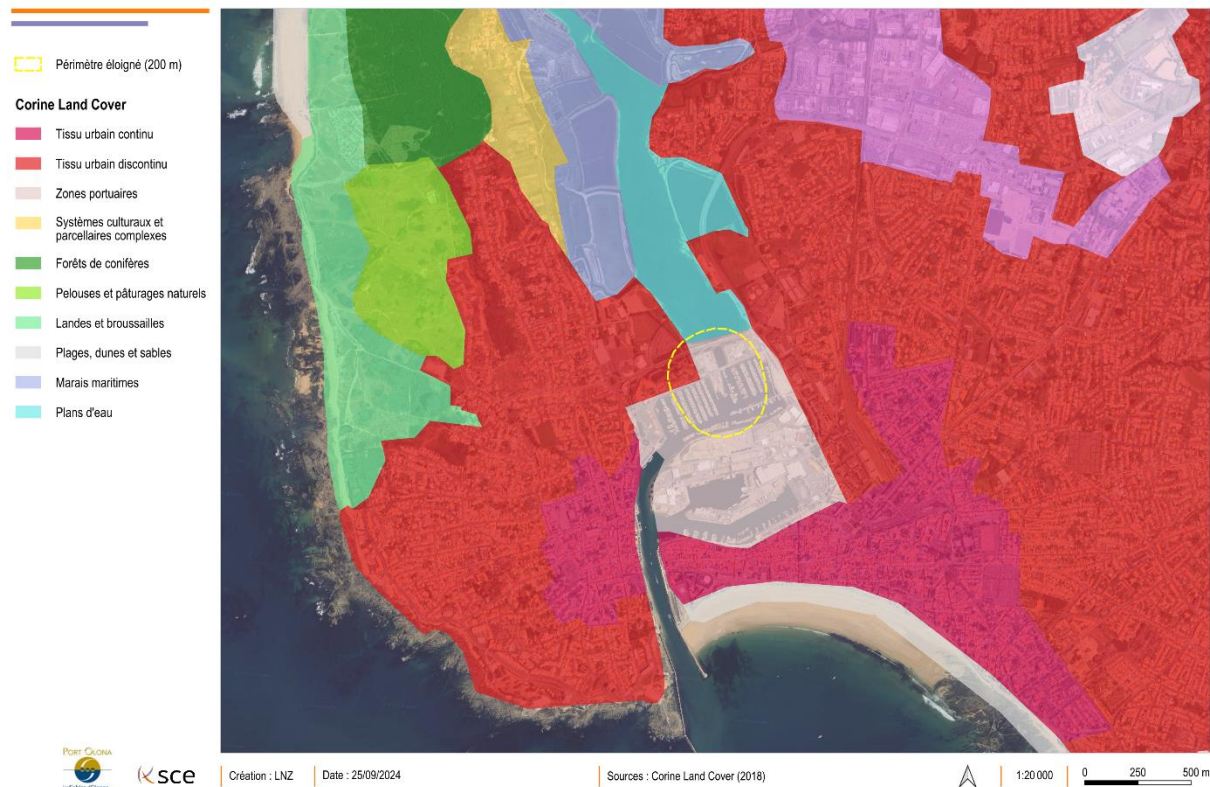 Périmètre éloigné (200 m)
Corine Land Cover
Tissu urbain continu
Tissu urbain discontinu
Zones portuaires
Systèmes culturaux et
parcellaires complexes
Forêts de conifères
Pelouses et pâturages naturels
Landes et broussailles
Plages, dunes et sables
Marais maritimes
Plans d'eau
PORT OLONA
sce
Création : LNZ
Date : 25/09/2024
Sources : Corine Land Cover (2018)
1:20 000
0 250 500 m